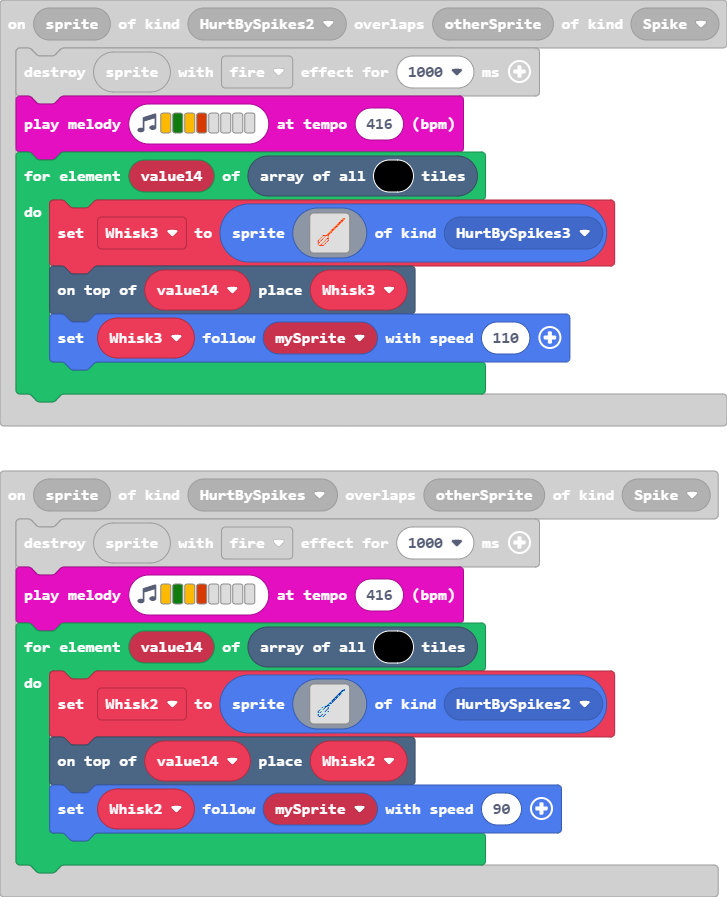 on sprite of kind HurtBySpikes2 overlaps otherSprite of kind Spike
destroy sprite with fire effect for 1000 ms
play melody at tempo 416 (bpm)
for element value14 of array of all tiles
do
set Whisk3 to sprite of kind HurtBySpikes3
on top of value14 place Whisk3
set Whisk3 follow mySprite with speed 110
on sprite of kind HurtBySpikes overlaps otherSprite of kind Spike
destroy sprite with fire effect for 1000 ms
play melody at tempo 416 (bpm)
for element value14 of array of all tiles
do
set Whisk2 to sprite of kind HurtBySpikes2
on top of value14 place Whisk2
set Whisk2 follow mySprite with speed 90